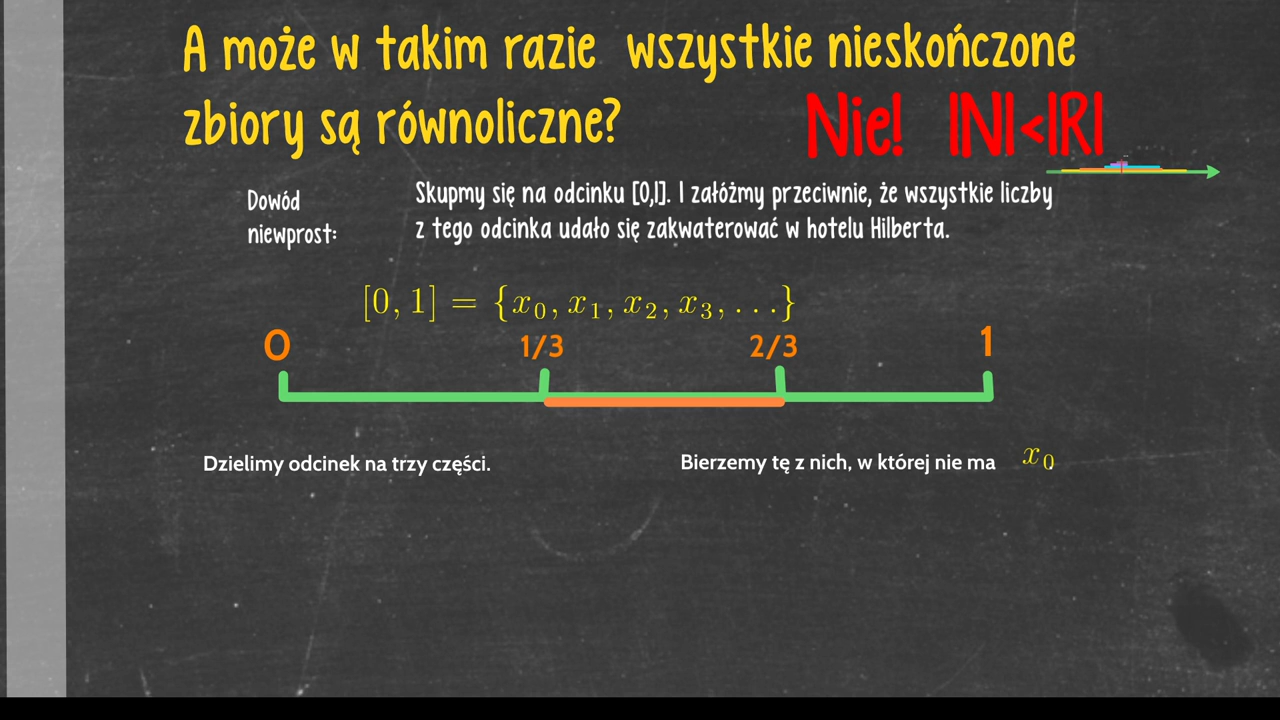 A może w takim razie wszystkie nieskończone
zbiory są równoliczne?
Nie! |N|<|R|
Dowód
niewprost:
Skupmy się na odcinku [0,1]. I załóżmy przeciwnie, że wszystkie liczby
z tego odcinka udało się zakwaterować w hotelu Hilberta.
[0, 1] = {x₀, x₁, x₂, x₃, . . .}
0 1/3 2/3 1
Dzielimy odcinek na trzy części.
Bierzemy tę z nich, w której nie ma x₀.